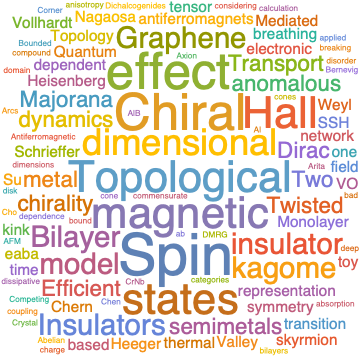 Corner anisotropy Dichalcogenides considering calculation
Vollhardt Nagaosa tensor antiferromagnets Mediated breaking
Bounded Topology Graphene breathing applied
compound Quantum electronic disorder
domain dependent effect Transport Axion Bernevig
Heisenberg anomalous cones
Arcs Majorana Chiral Hall Weyl SSH
Antiferromagnetic dynamics AIB AI network
Schrieffer dimensional Dirac one
Su metal Topological Two field VO
dimensions cone commensurate Arita bad
disk chirality magnetic Twisted
Cho dependence bound Monolayer
kink Bilayer ab DMRG insulator deep
AFM eaba Spin kagome toy
time model
dissipative Efficient CrNb categories representation
Competing Chern Chen states symmetry absorption
coupling Insulators semimetals transition
Crystal Abelian based Heeger thermal Valley skyrmion
charge bilayers